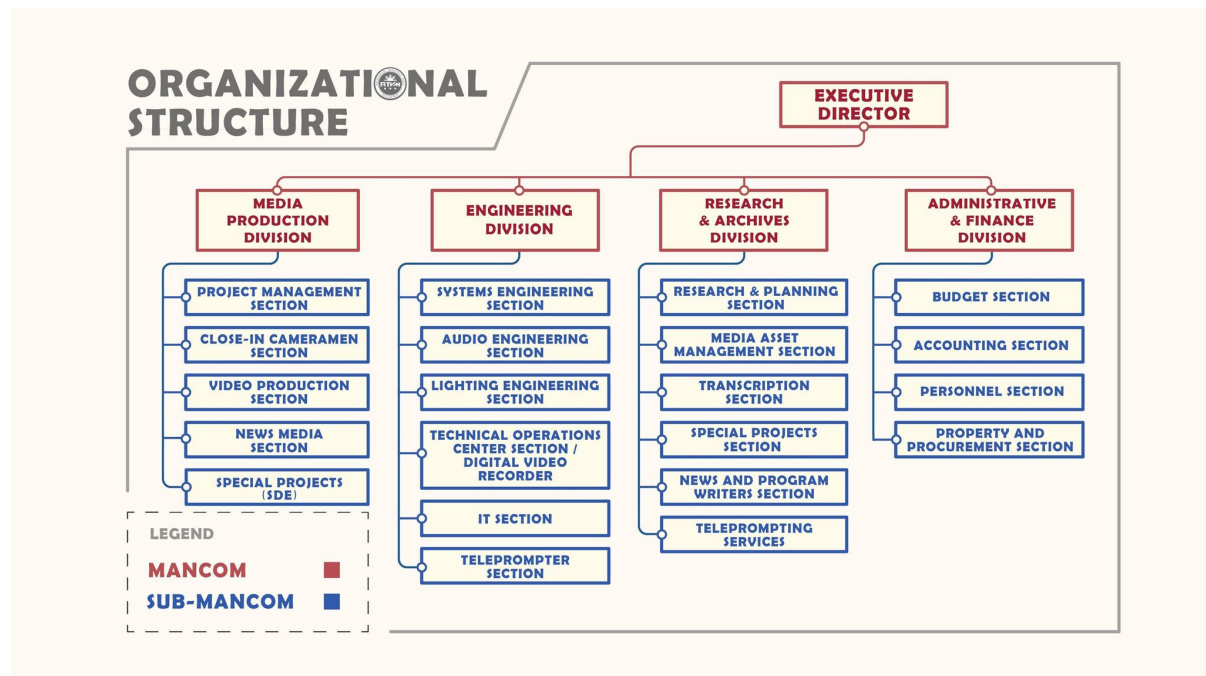 ORGANIZATIONAL
STRUCTURE
EXECUTIVE
DIRECTOR
MEDIA
PRODUCTION
DIVISION
PROJECT MANAGEMENT
SECTION
CLOSE-IN CAMERAMEN
SECTION
VIDEO PRODUCTION
SECTION
NEWS MEDIA
SECTION
SPECIAL PROJECTS
(SDE)
ENGINEERING
DIVISION
SYSTEMS ENGINEERING
SECTION
AUDIO ENGINEERING
SECTION
LIGHTING ENGINEERING
SECTION
TECHNICAL OPERATIONS
CENTER SECTION /
DIGITAL VIDEO
RECORDER
IT SECTION
TELEPROMPTER
SECTION
RESEARCH
& ARCHIVES
DIVISION
RESEARCH & PLANNING
SECTION
MEDIA ASSET
MANAGEMENT SECTION
TRANSCRIPTION
SECTION
SPECIAL PROJECTS
SECTION
NEWS AND PROGRAM
WRITERS SECTION
TELEPROMPTING
SERVICES
ADMINISTRATIVE
& FINANCE
DIVISION
BUDGET SECTION
ACCOUNTING SECTION
PERSONNEL SECTION
PROPERTY AND
PROCUREMENT SECTION
LEGEND
MANCOM
SUB-MANCOM